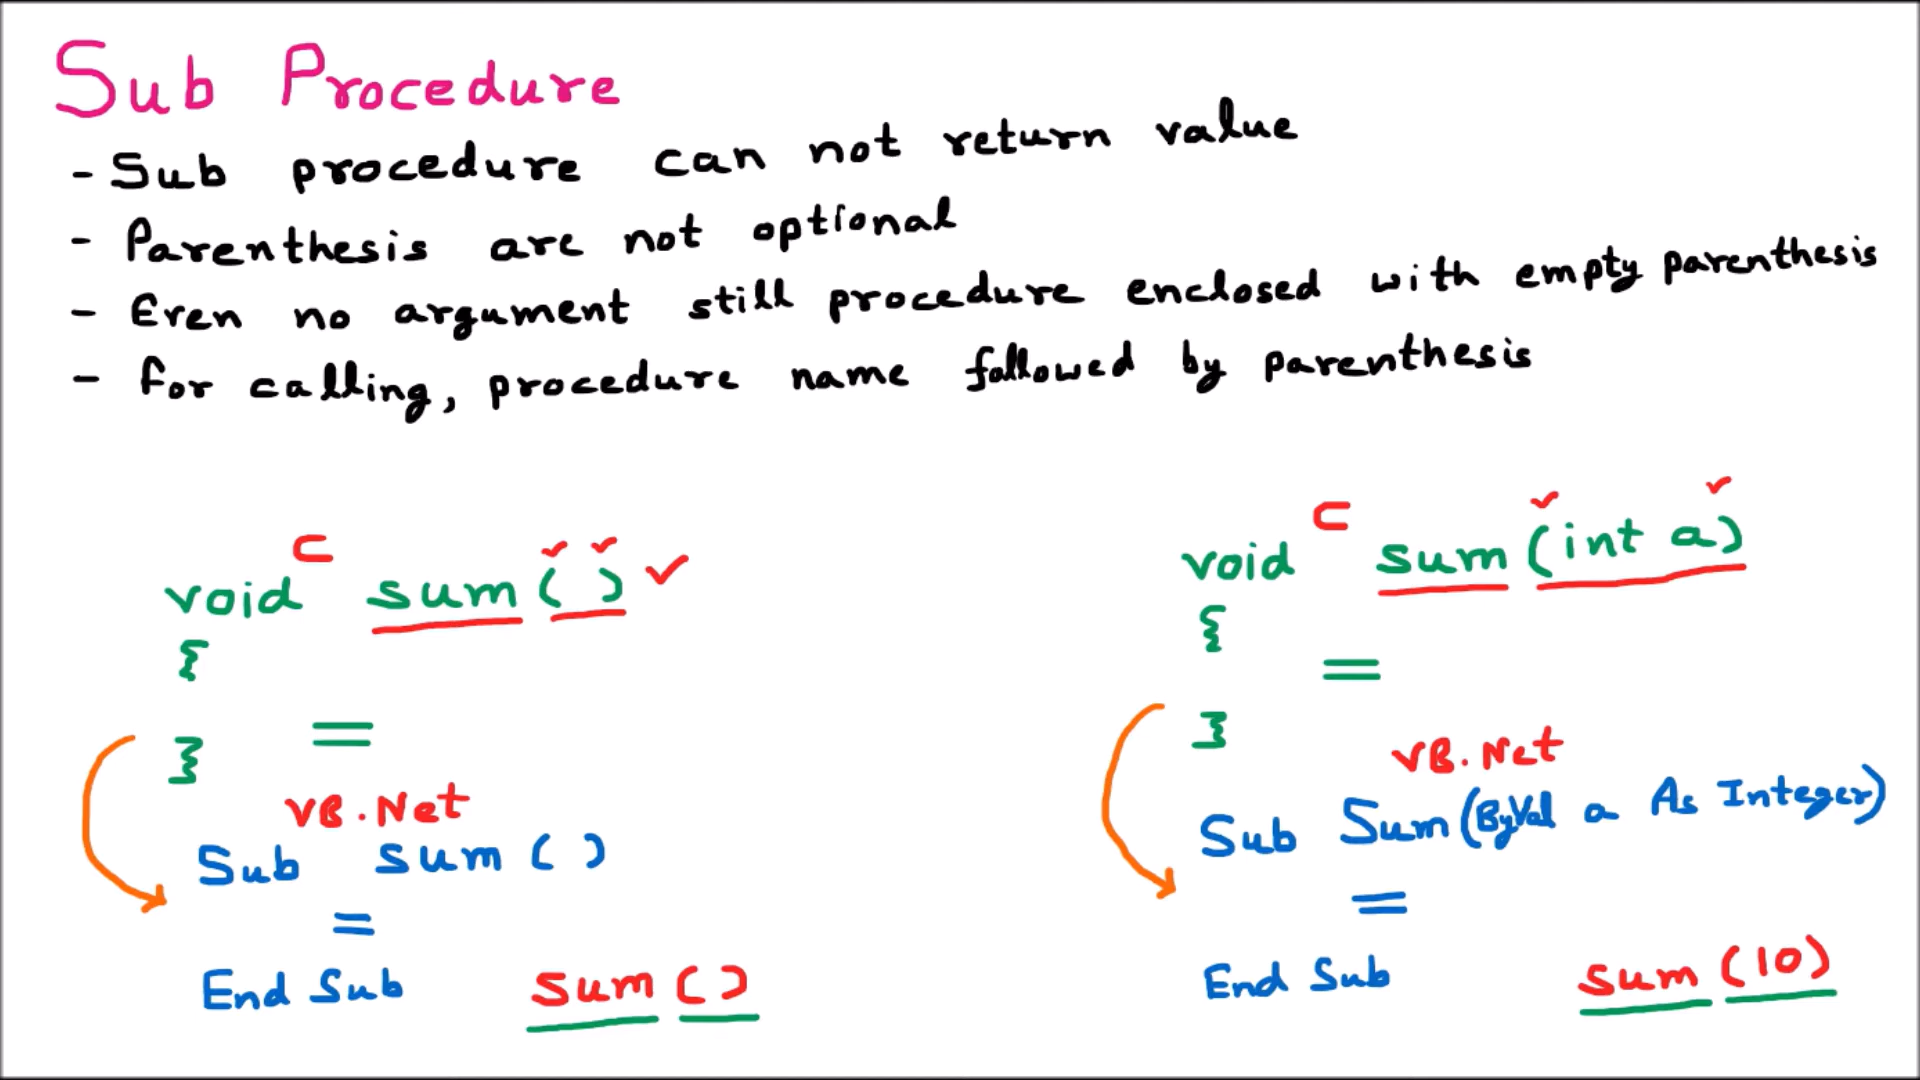 Sub Procedure
- Sub procedure can not return value
- Parenthesis are not optional
- Even no argument still procedure enclosed with empty parenthesis
- For calling, procedure name followed by parenthesis
C
void sum ( )
{
=
}
VB.Net
Sub sum ( )
=
End Sub
sum ( )
C
void sum (int a)
{
=
}
VB.Net
Sub Sum (ByVal a As Integer)
=
End Sub
sum (10)